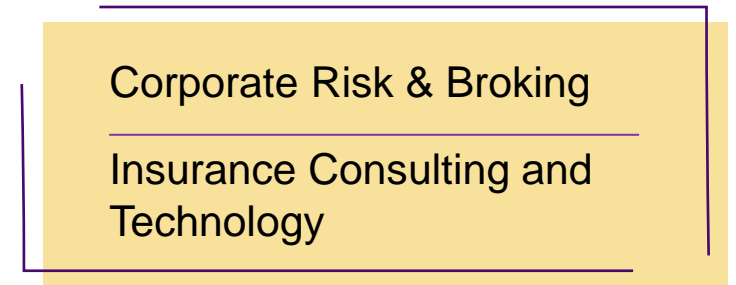 Corporate Risk & Broking
Insurance Consulting and
Technology